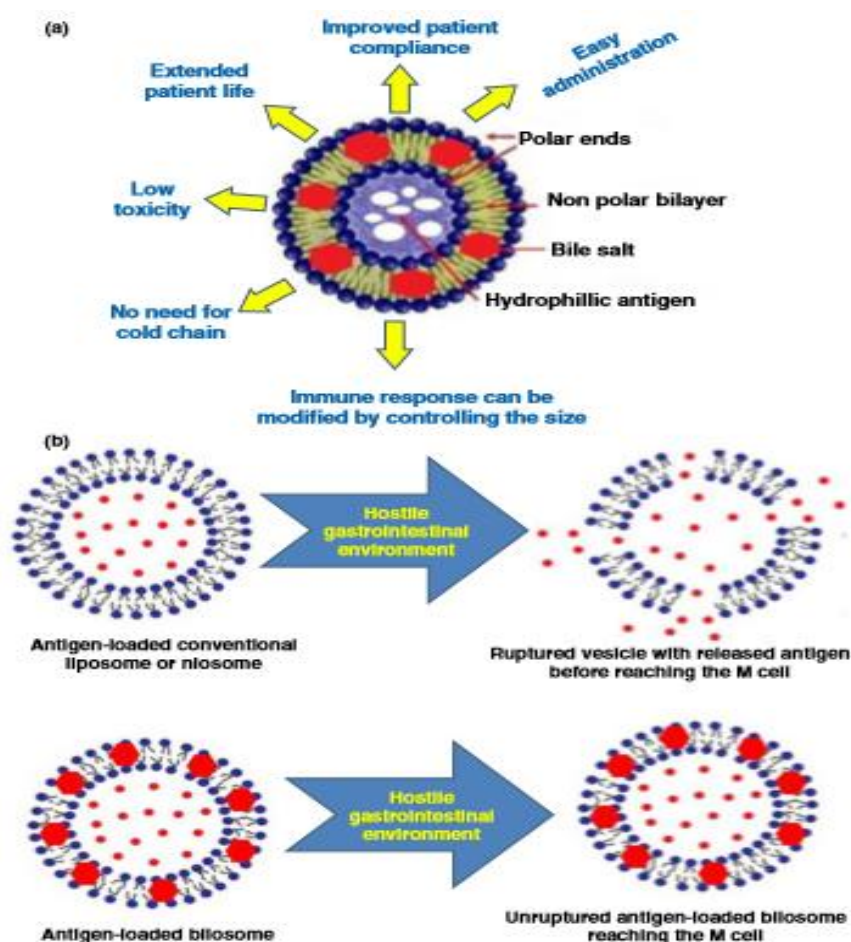 (a)
Improved patient
compliance
Easy
administration
Extended
patient life
Polar ends
Low
toxicity
Non polar bilayer
Bile salt
No need for
cold chain
Hydrophillic antigen
Immune response can be
modified by controlling the size
(b)
Hostile
gastrointestinal
environment
Antigen-loaded conventional
liposome or niosome
Ruptured vesicle with released antigen
before reaching the M cell
Hostile
gastrointestinal
environment
Antigen-loaded bilosome
Unruptured antigen-loaded bilosome
reaching the M cell